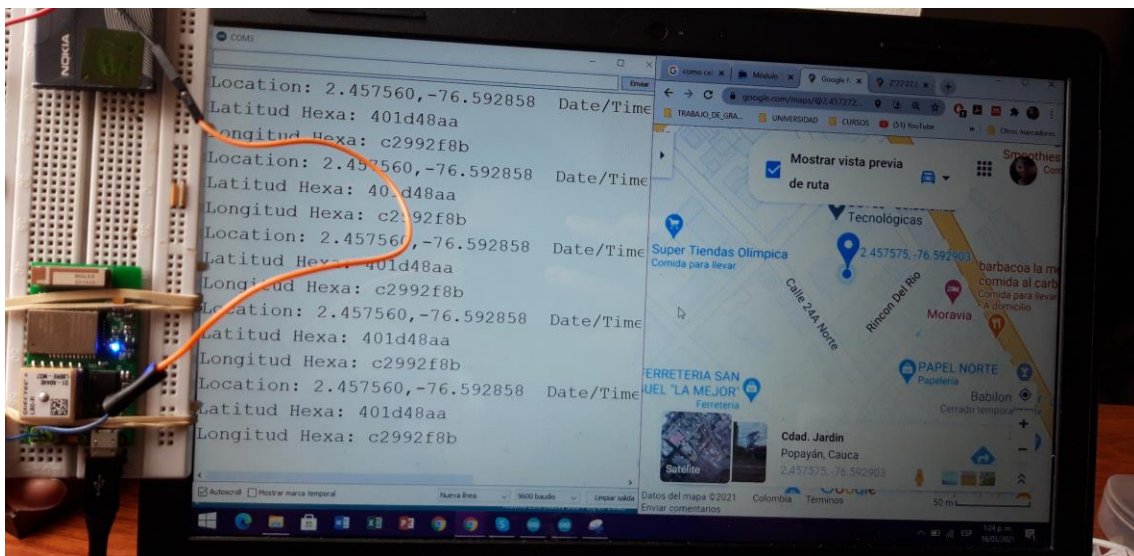 NOKIA
COM5
Enviar
Location: 2.457560,-76.592858 Date/Time
Latitud Hexa: 401d48aa
Longitud Hexa: c2992f8b
Location: 2.457560,-76.592858 Date/Time
Latitud Hexa: 401d48aa
Longitud Hexa: c2992f8b
Location: 2.457560,-76.592858 Date/Time
Latitud Hexa: 401d48aa
Longitud Hexa: c2992f8b
Location: 2.457560,-76.592858 Date/Time
Latitud Hexa: 401d48aa
Longitud Hexa: c2992f8b
Location: 2.457560,-76.592858 Date/Time
Latitud Hexa: 401d48aa
Longitud Hexa: c2992f8b
Autoscroll Mostrar marca temporal Nueva línea 9600 baudio Limpiar salida
Módulo
Google
google.com/maps/@2.457272...
TRABAJO_DE_GRA... UNIVERSIDAD CURSOS (51) YouTube » Otros marcadores
Mostrar vista previa
de ruta
Smoothies
Tecnológicas
Super Tiendas Olímpica
Comida para llevar
2.457575, -76.592903
Calle 24A Norte
Rincon Del Rio
barbacoa la
comida al carb
Comida para llevar
A domicilio
Moravia
FERRETERIA SAN
"LA MEJOR"
Ferretería
PAPEL NORTE
Papelería
Babilon
Cerrado
Satélite
Cdad. Jardin
Popayán, Cauca
2.457575, -76.592903
Datos del mapa ©2021 Colombia Términos 50 m
Enviar comentarios
ESP
1:24 p. m.
16/03/2021